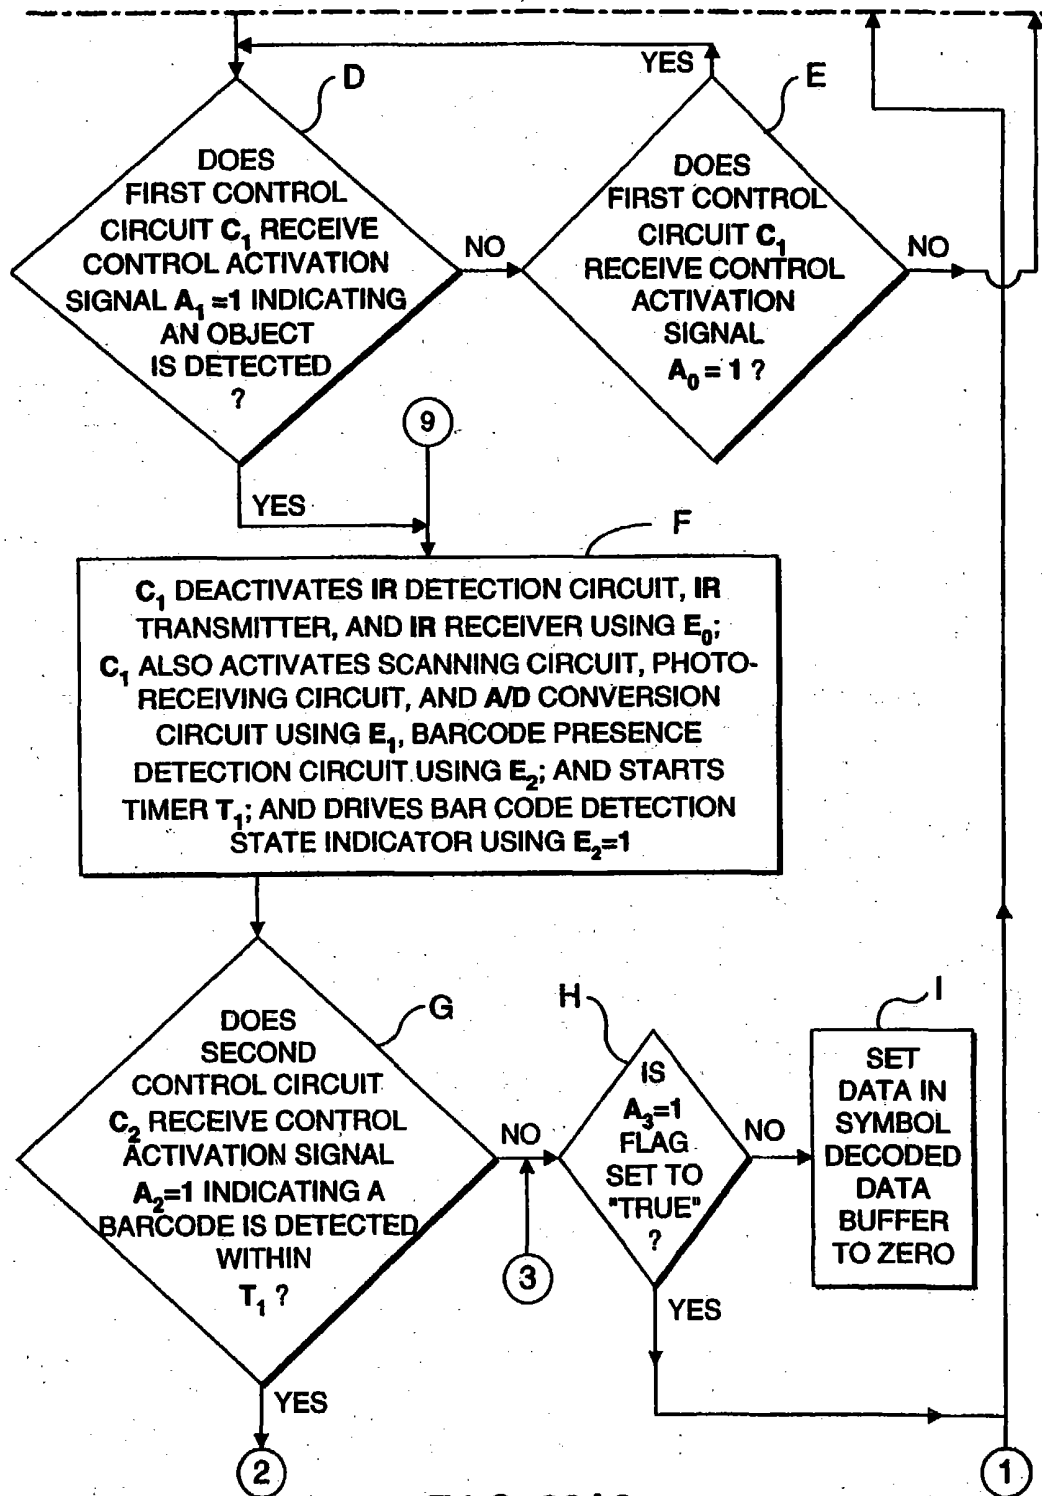 D
DOES
FIRST CONTROL
CIRCUIT C1 RECEIVE
CONTROL ACTIVATION
SIGNAL A1 =1 INDICATING
AN OBJECT
IS DETECTED
?
NO
YES
YES
E
DOES
FIRST CONTROL
CIRCUIT C1
RECEIVE CONTROL
ACTIVATION
SIGNAL
A0 = 1 ?
NO
9
F
C1 DEACTIVATES IR DETECTION CIRCUIT, IR
TRANSMITTER, AND IR RECEIVER USING E0;
C1 ALSO ACTIVATES SCANNING CIRCUIT, PHOTO-
RECEIVING CIRCUIT, AND A/D CONVERSION
CIRCUIT USING E1, BARCODE PRESENCE
DETECTION CIRCUIT USING E2; AND STARTS
TIMER T1; AND DRIVES BAR CODE DETECTION
STATE INDICATOR USING E2=1
G
DOES
SECOND
CONTROL CIRCUIT
C2 RECEIVE CONTROL
ACTIVATION SIGNAL
A2=1 INDICATING A
BARCODE IS DETECTED
WITHIN
T1 ?
NO
YES
2
3
H
IS
A3=1
FLAG
SET TO
"TRUE"
?
NO
YES
I
SET
DATA IN
SYMBOL
DECODED
DATA
BUFFER
TO ZERO
1